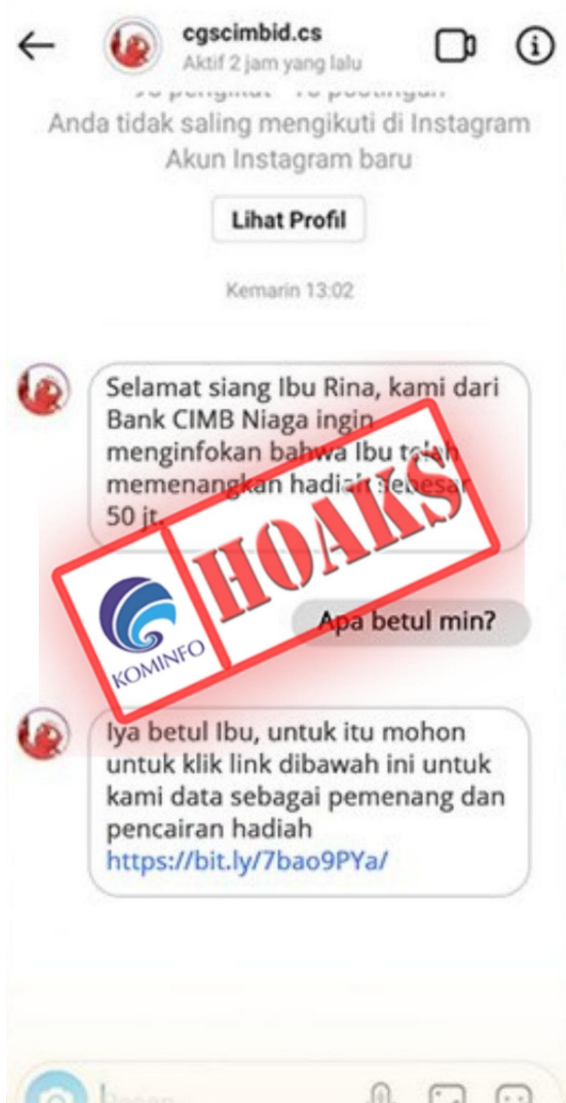 cgscimbid.cs
Aktif 2 jam yang lalu
Anda tidak saling mengikuti di Instagram
Akun Instagram baru
Lihat Profil
Kemarin 13:02
Selamat siang Ibu Rina, kami dari
Bank CIMB Niaga ingin
menginfokan bahwa Ibu telah
memenangkan hadiah sebesar
50 jt.
HOAKS
KOMINFO
Apa betul min?
Iya betul Ibu, untuk itu mohon
untuk klik link dibawah ini untuk
kami data sebagai pemenang dan
pencairan hadiah
https://bit.ly/7bao9PYa/